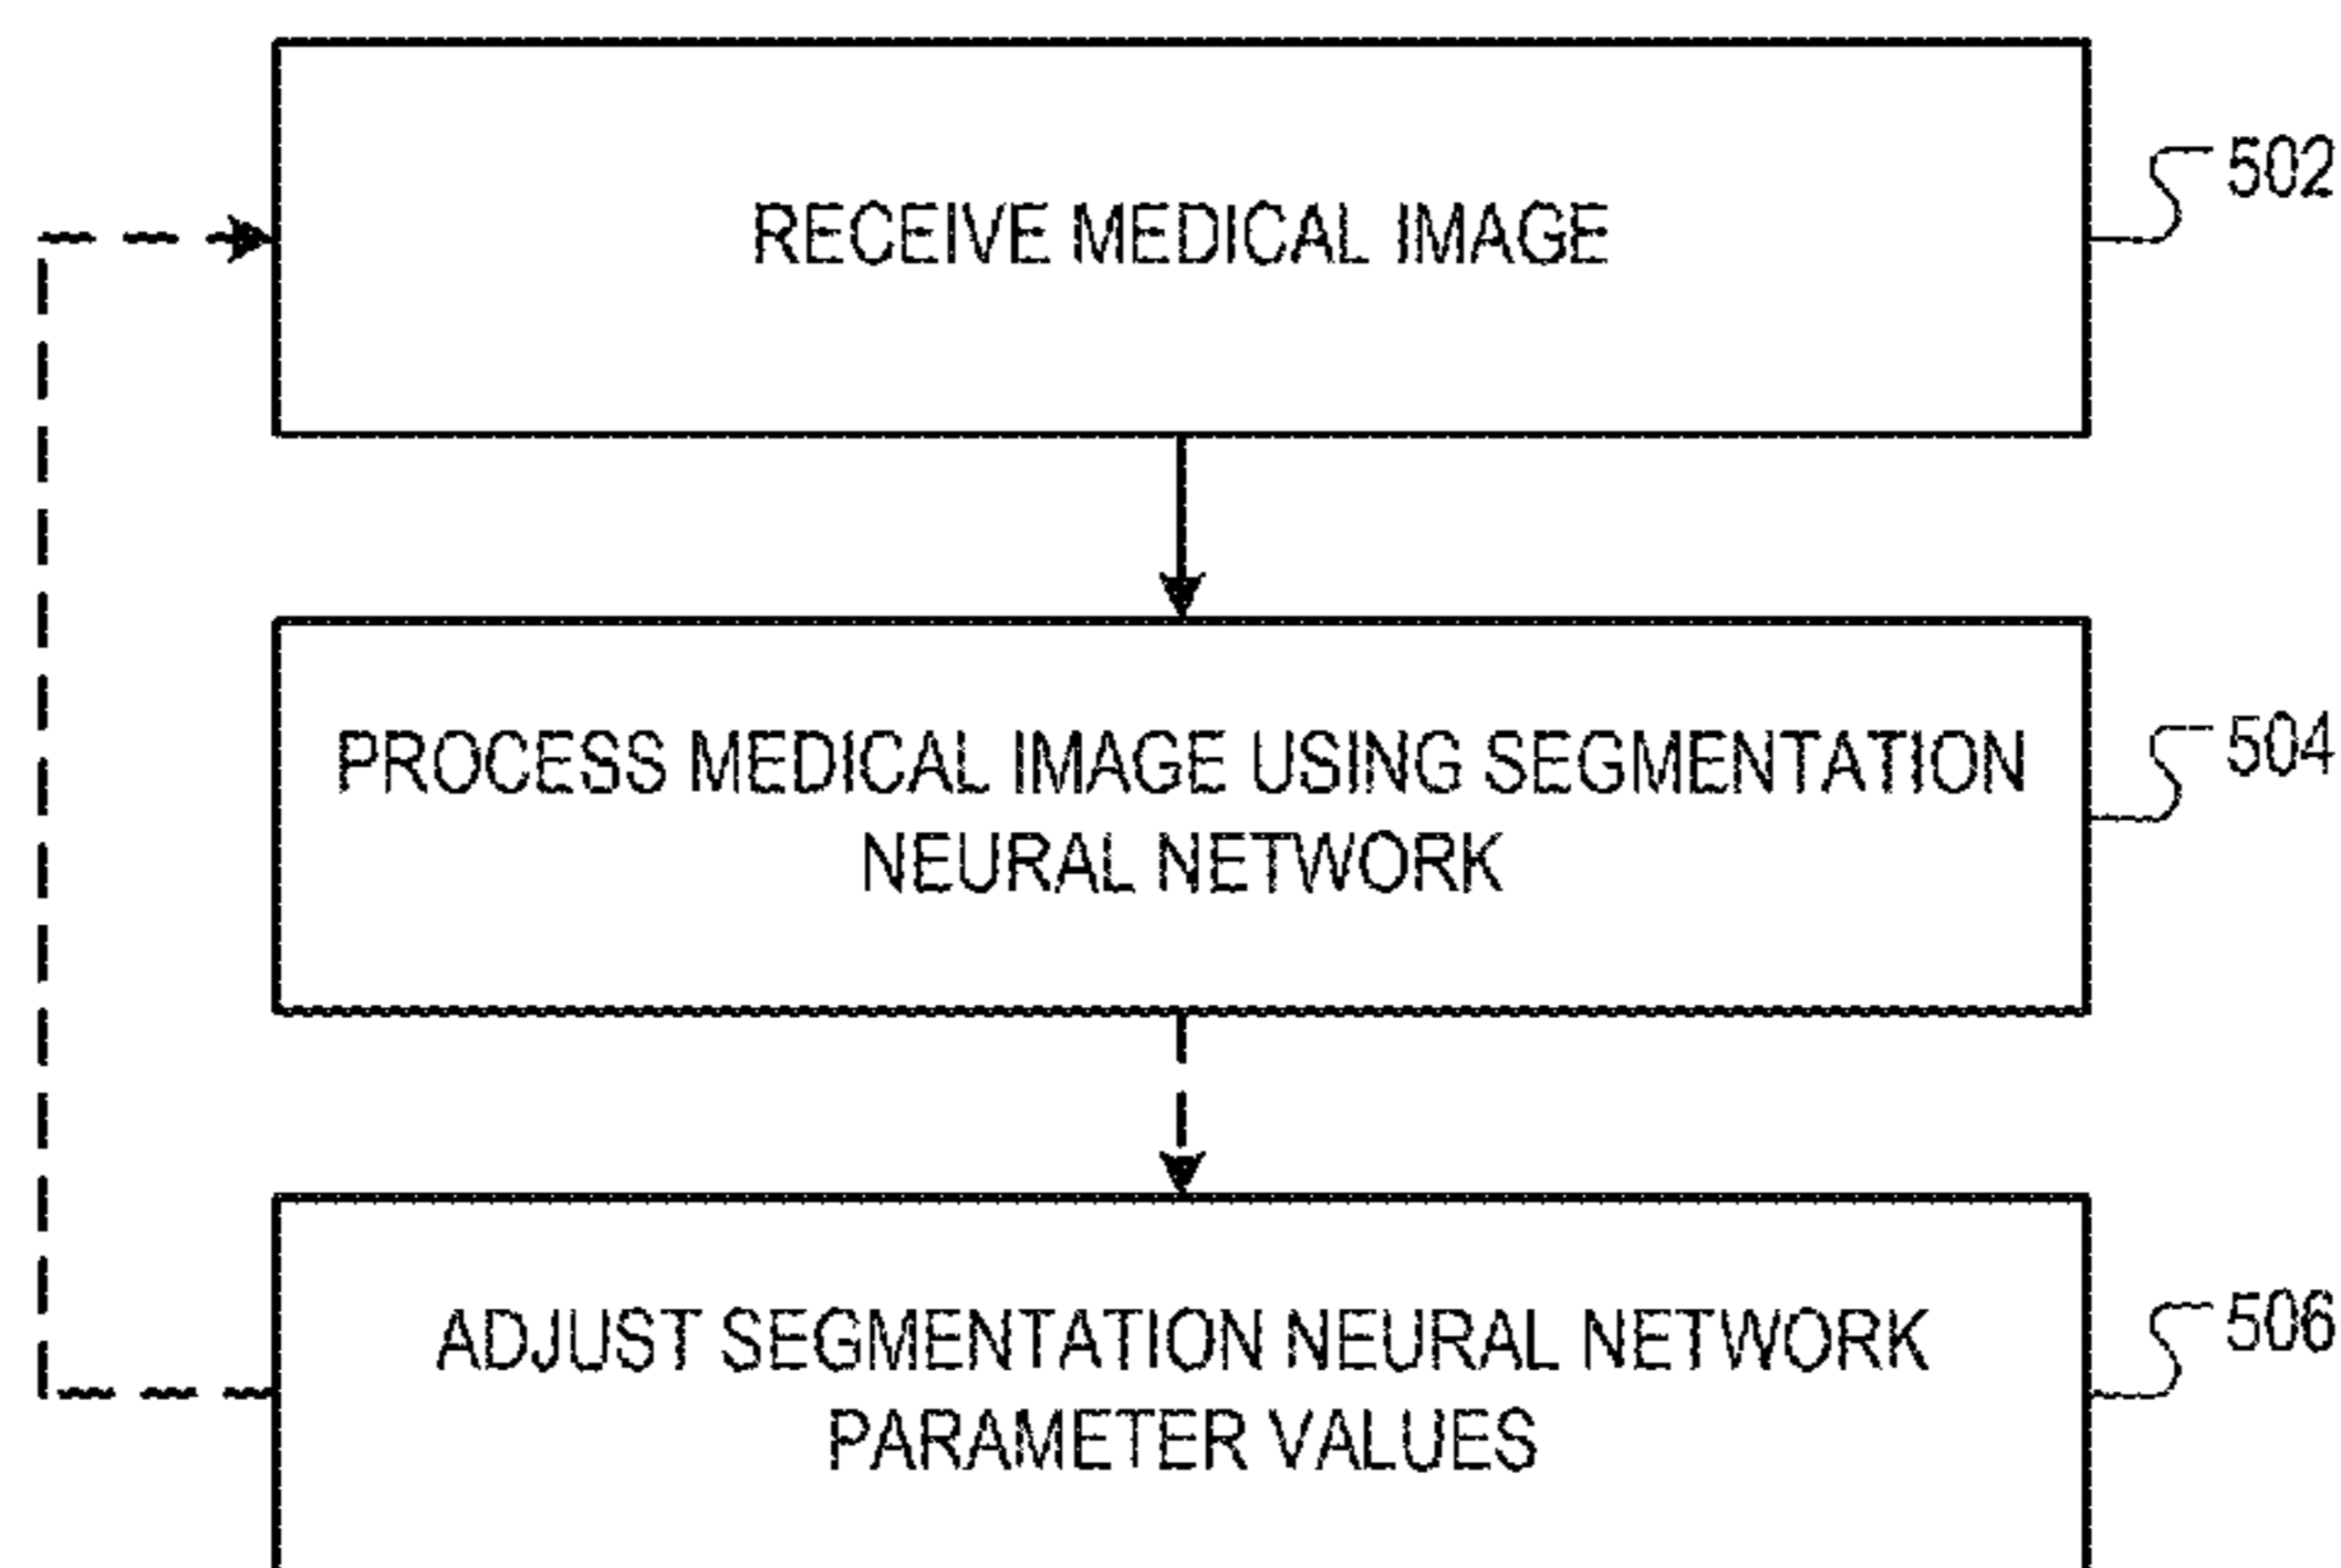 RECEIVE MEDICAL IMAGE
502
PROCESS MEDICAL IMAGE USING SEGMENTATION
NEURAL NETWORK
504
ADJUST SEGMENTATION NEURAL NETWORK
PARAMETER VALUES
506